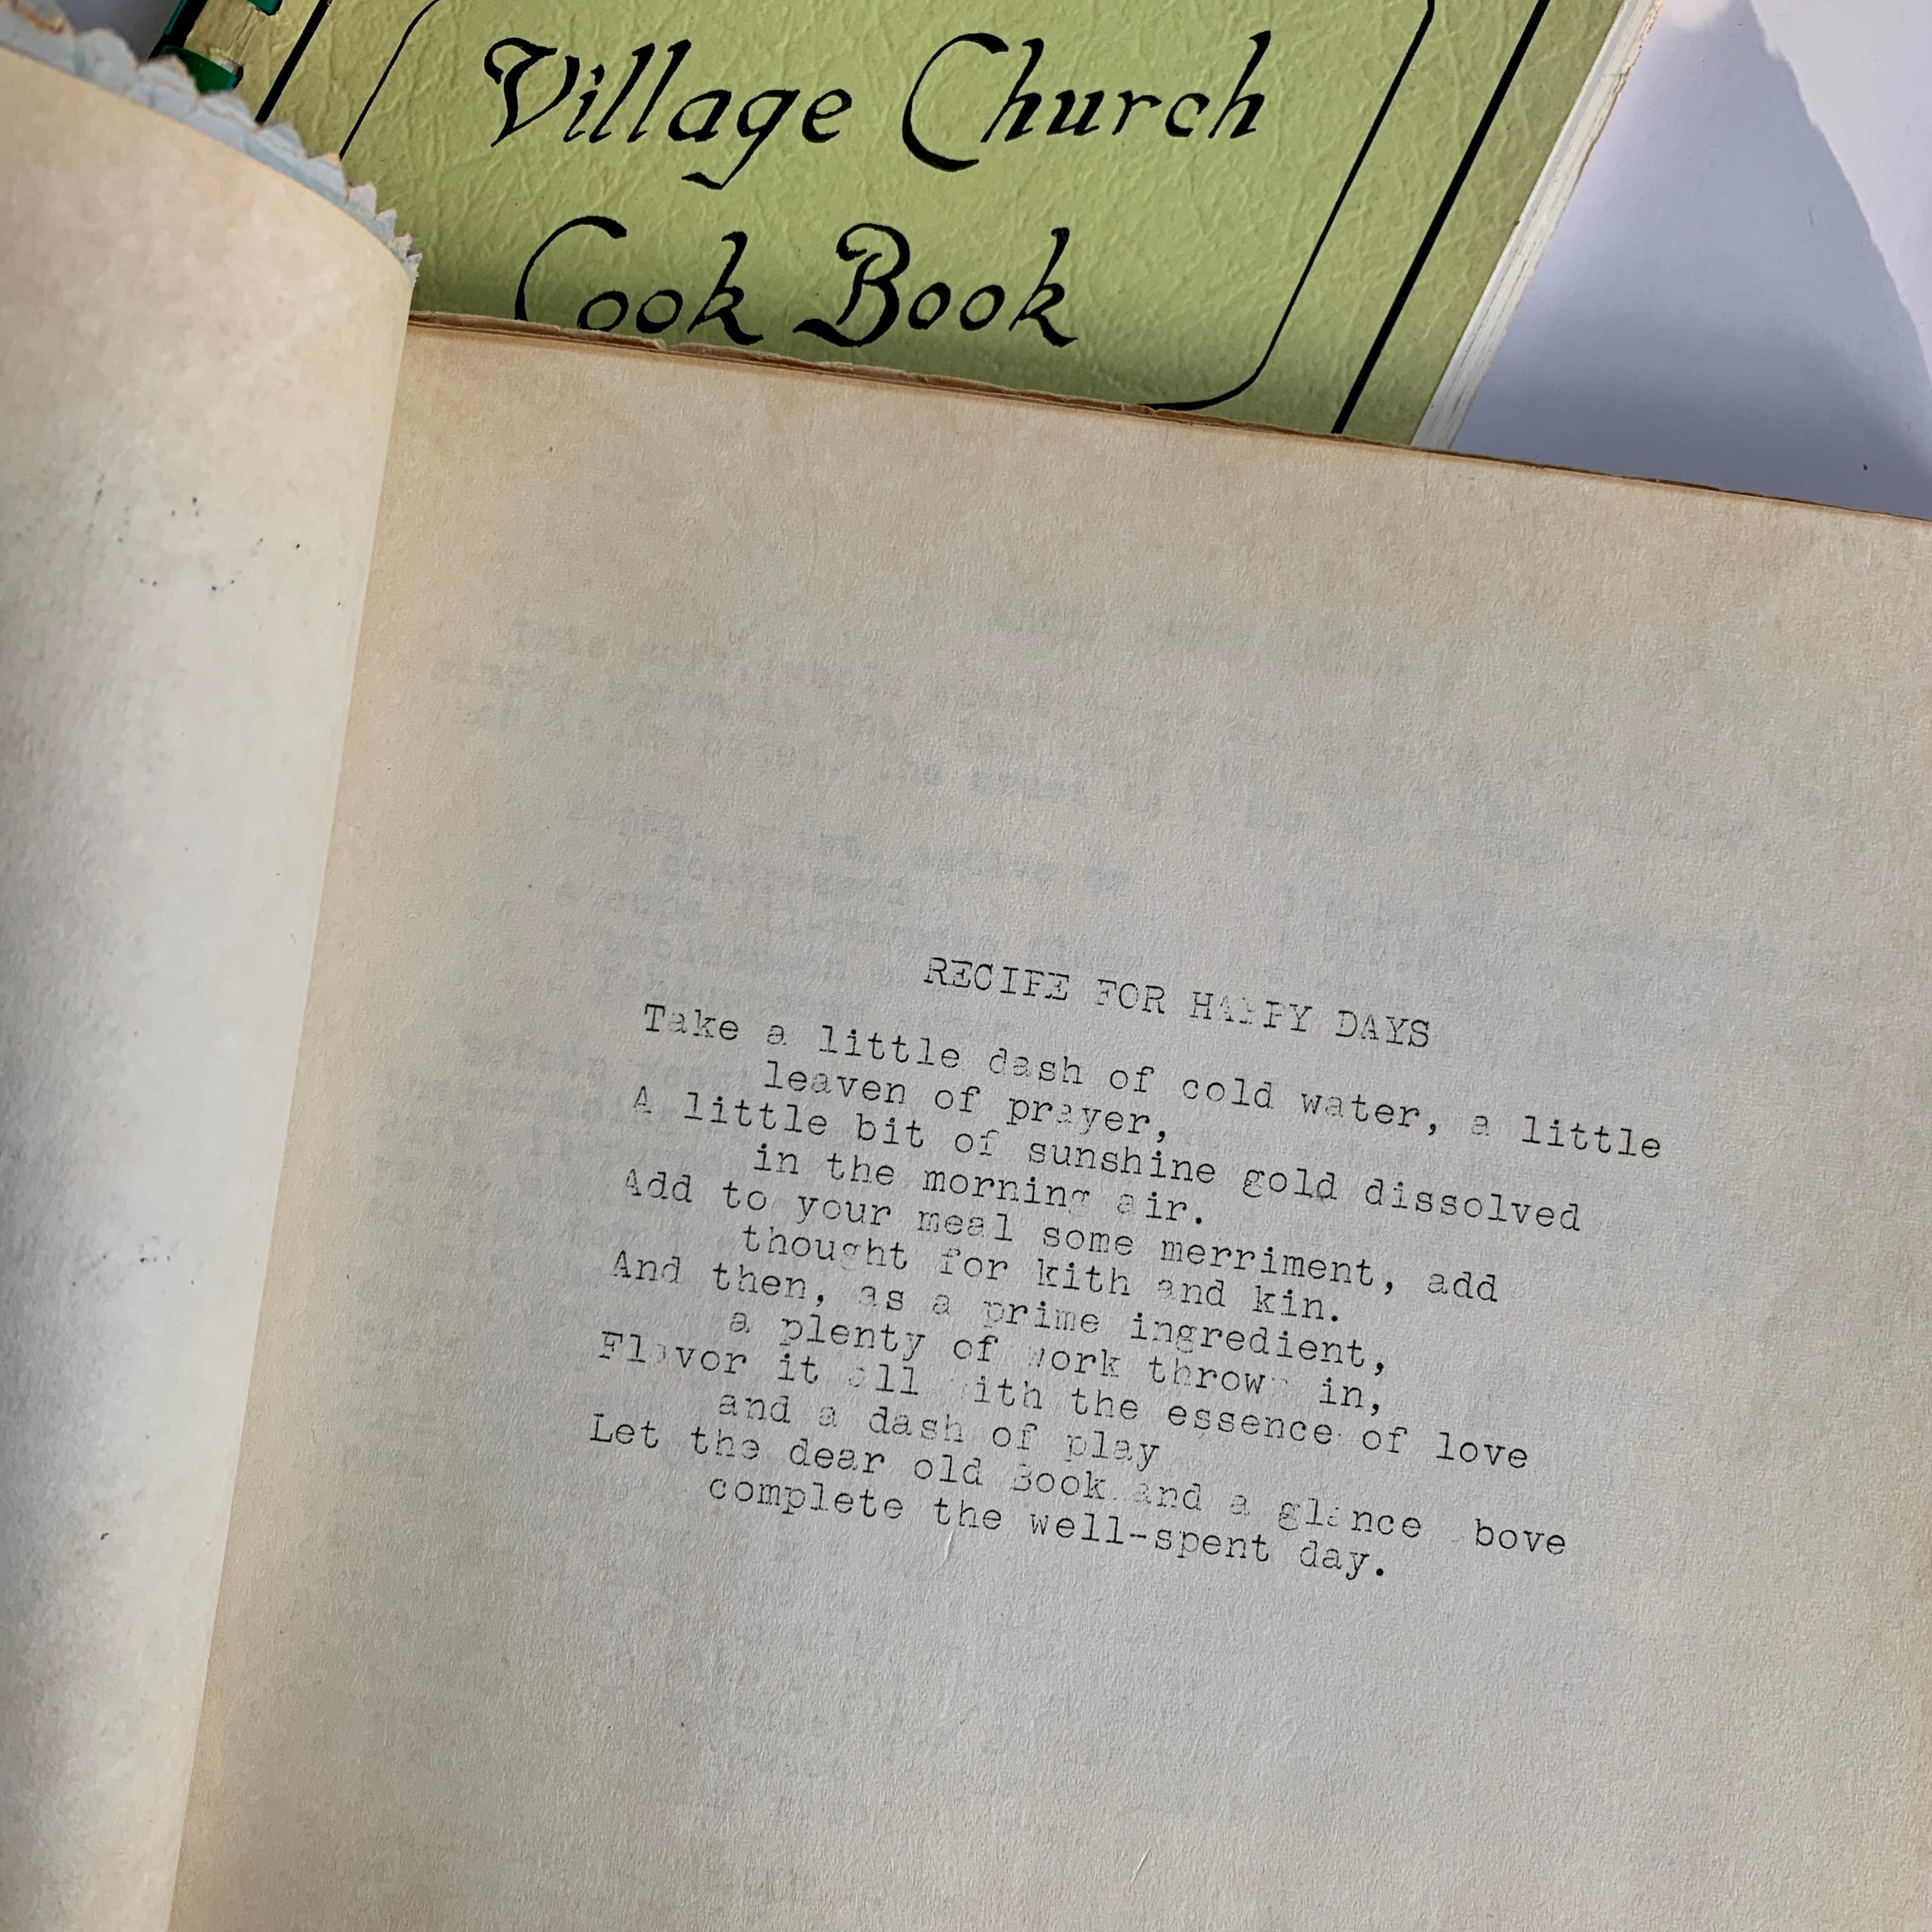 Village Church
Cook Book
RECIPE FOR HAPPY DAYS
Take a little dash of cold water, a little
leaven of prayer,
A little bit of sunshine gold dissolved
in the morning air.
Add to your meal some merriment, add
thought for kith and kin.
And then, as a prime ingredient,
a plenty of work thrown in,
Flavor it all with the essence of love
and a dash of play
Let the dear old Book and a glance above
complete the well-spent day.